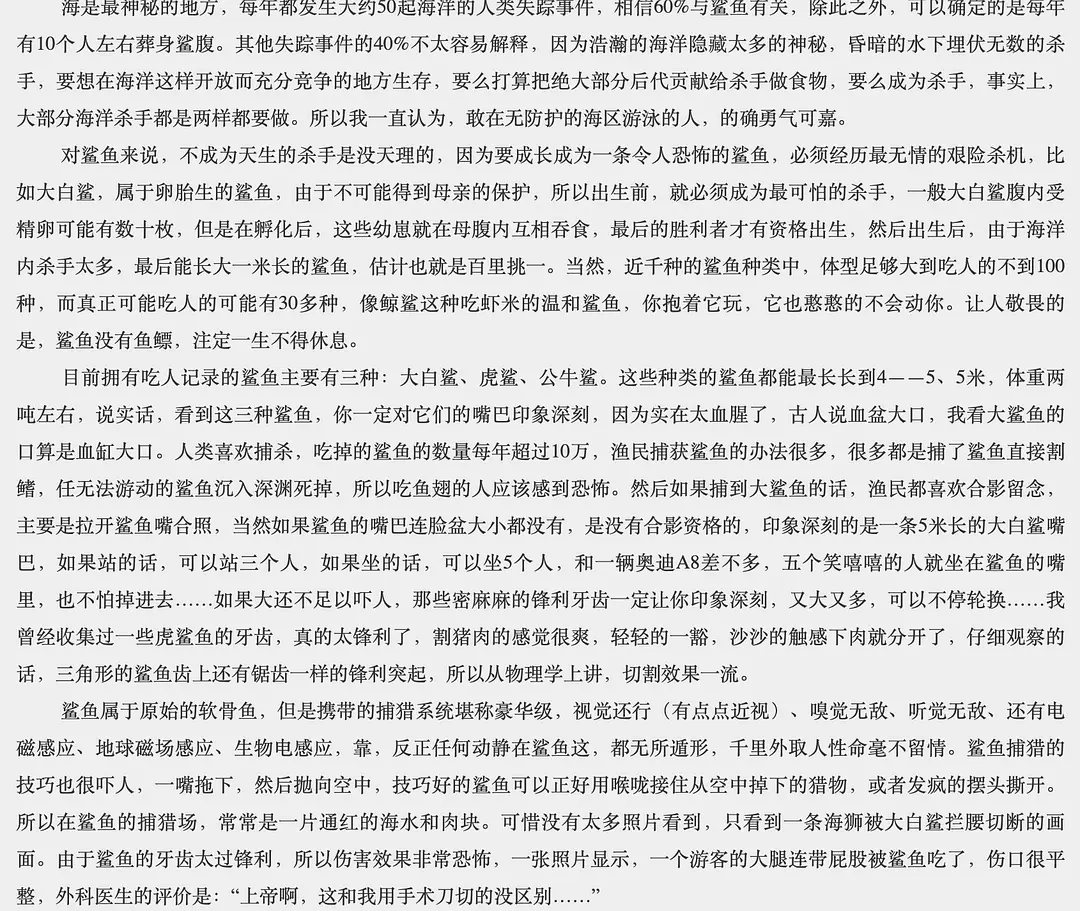 海是最神秘的地方，每年都发生大约50起海洋的人类失踪事件，相信60%与鲨鱼有关，除此之外，可以确定的是每年
有10个人左右葬身鲨腹。其他失踪事件的40%不太容易解释，因为浩瀚的海洋隐藏太多的神秘，昏暗的水下埋伏无数的杀
手，要想在海洋这样开放而充分竞争的地方生存，要么打算把绝大部分后代贡献给杀手做食物，要么成为杀手，事实上，
大部分海洋杀手都是两样都要做。所以我一直认为，敢在无防护的海区游泳的人，的确勇气可嘉。
对鲨鱼来说，不成为天生的杀手是没天理的，因为要成长成为一条令人恐怖的鲨鱼，必须经历最无情的艰险杀机，比
如大白鲨，属于卵胎生的鲨鱼，由于不可能得到母亲的保护，所以出生前，就必须成为最可怕的杀手，一般大白鲨腹内受
精卵可能有数十枚，但是在孵化后，这些幼崽就在母腹内互相吞食，最后的胜利者才有资格出生，然后出生后，由于海洋
内杀手太多，最后能长大一米长的鲨鱼，估计也就是百里挑一。当然，近千种的鲨鱼种类中，体型足够大到吃人的不到100
种，而真正可能吃人的可能有30多种，像鲸鲨这种吃虾米的温和鲨鱼，你抱着它玩，它也憨憨的不会动你。让人敬畏的
是，鲨鱼没有鱼鳔，注定一生不得休息。
目前拥有吃人记录的鲨鱼主要有三种：大白鲨、虎鲨、公牛鲨。这些种类的鲨鱼都能最长长到4——5、5米，体重两
吨左右，说实话，看到这三种鲨鱼，你一定对它们的嘴巴印象深刻，因为实在太血腥了，古人说血盆大口，我看大鲨鱼的
口算是血缸大口。人类喜欢捕杀，吃掉的鲨鱼的数量每年超过10万，渔民捕获鲨鱼的办法很多，很多都是捕了鲨鱼直接割
鳍，任无法游动的鲨鱼沉入深渊死掉，所以吃鱼翅的人应该感到恐怖。然后如果捕到大鲨鱼的话，渔民都喜欢合影留念，
主要是拉开鲨鱼嘴合照，当然如果鲨鱼的嘴巴连脸盆大小都没有，是没有合影资格的，印象深刻的是一条5米长的大白鲨嘴
巴，如果站的话，可以站三个人，如果坐的话，可以坐5个人，和一辆奥迪A8差不多，五个笑嘻嘻的人就坐在鲨鱼的嘴
里，也不怕掉进去……如果大还不足以吓人，那些密麻麻的锋利牙齿一定让你印象深刻，又大又多，可以不停轮换……我
曾经收集过一些虎鲨鱼的牙齿，真的太锋利了，割猪肉的感觉很爽，轻轻的一豁，沙沙的触感下肉就分开了，仔细观察的
话，三角形的鲨鱼齿上还有锯齿一样的锋利突起，所以从物理学上讲，切割效果一流。
鲨鱼属于原始的软骨鱼，但是携带的捕猎系统堪称豪华级，视觉还行（有点点近视）、嗅觉无敌、听觉无敌、还有电
磁感应、地球磁场感应、生物电感应，靠，反正任何动静在鲨鱼这，都无所遁形，千里外取人性命毫不留情。鲨鱼捕猎的
技巧也很吓人，一嘴拖下，然后抛向空中，技巧好的鲨鱼可以正好用喉咙接住从空中掉下的猎物，或者发疯的摆头撕开。
所以在鲨鱼的捕猎场，常常是一片通红的海水和肉块。可惜没有太多照片看到，只看到一条海狮被大白鲨拦腰切断的画
面。由于鲨鱼的牙齿太过锋利，所以伤害效果非常恐怖，一张照片显示，一个游客的大腿连带屁股被鲨鱼吃了，伤口很平
整，外科医生的评价是：“上帝啊，这和我用手术刀切的没区别……”